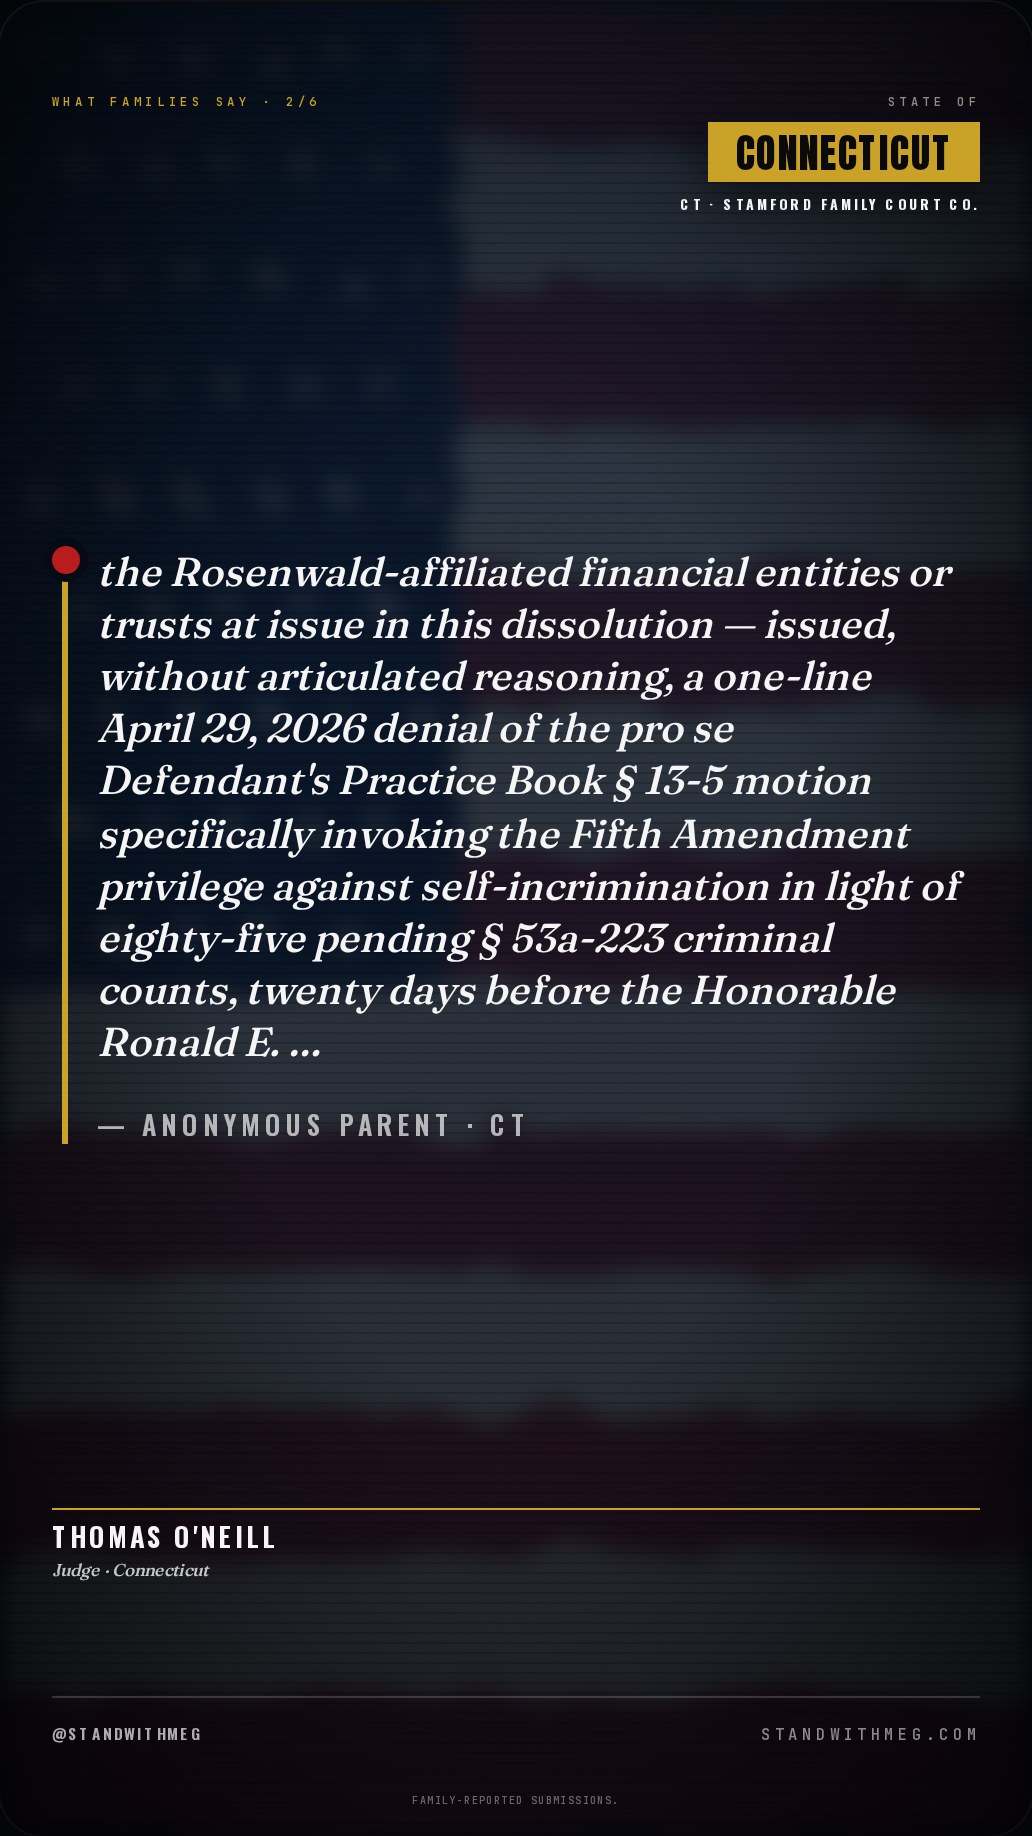 WHAT FAMILIES SAY · 2/6
STATE OF
CONNECTICUT
CT · STAMFORD FAMILY COURT CO.
the Rosenwald-affiliated financial entities or
trusts at issue in this dissolution — issued,
without articulated reasoning, a one-line
April 29, 2026 denial of the pro se
Defendant's Practice Book § 13-5 motion
specifically invoking the Fifth Amendment
privilege against self-incrimination in light of
eighty-five pending § 53a-223 criminal
counts, twenty days before the Honorable
Ronald E. ...
— ANONYMOUS PARENT · CT
THOMAS O'NEILL
Judge · Connecticut
@STANDWITHMEG
STANDWITHMEG.COM
FAMILY-REPORTED SUBMISSIONS.